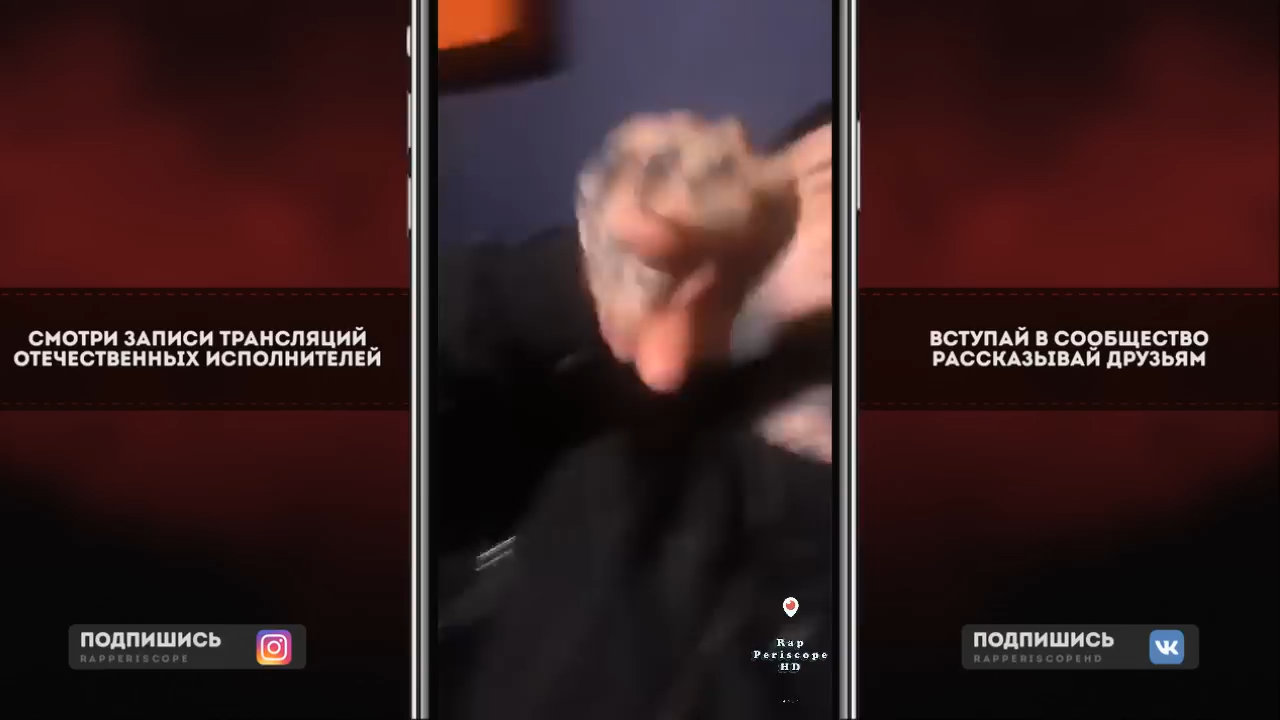 СМОТРИ ЗАПИСИ ТРАНСЛЯЦИЙ
ОТЕЧЕСТВЕННЫХ ИСПОЛНИТЕЛЕЙ
ВСТУПАЙ В СООБЩЕСТВО
РАССКАЗЫВАЙ ДРУЗЬЯМ
Rap
Periscope
HD
ПОДПИШИСЬ
RAPPERISCOPE
ПОДПИШИСЬ
RAPPERISCOPEHD